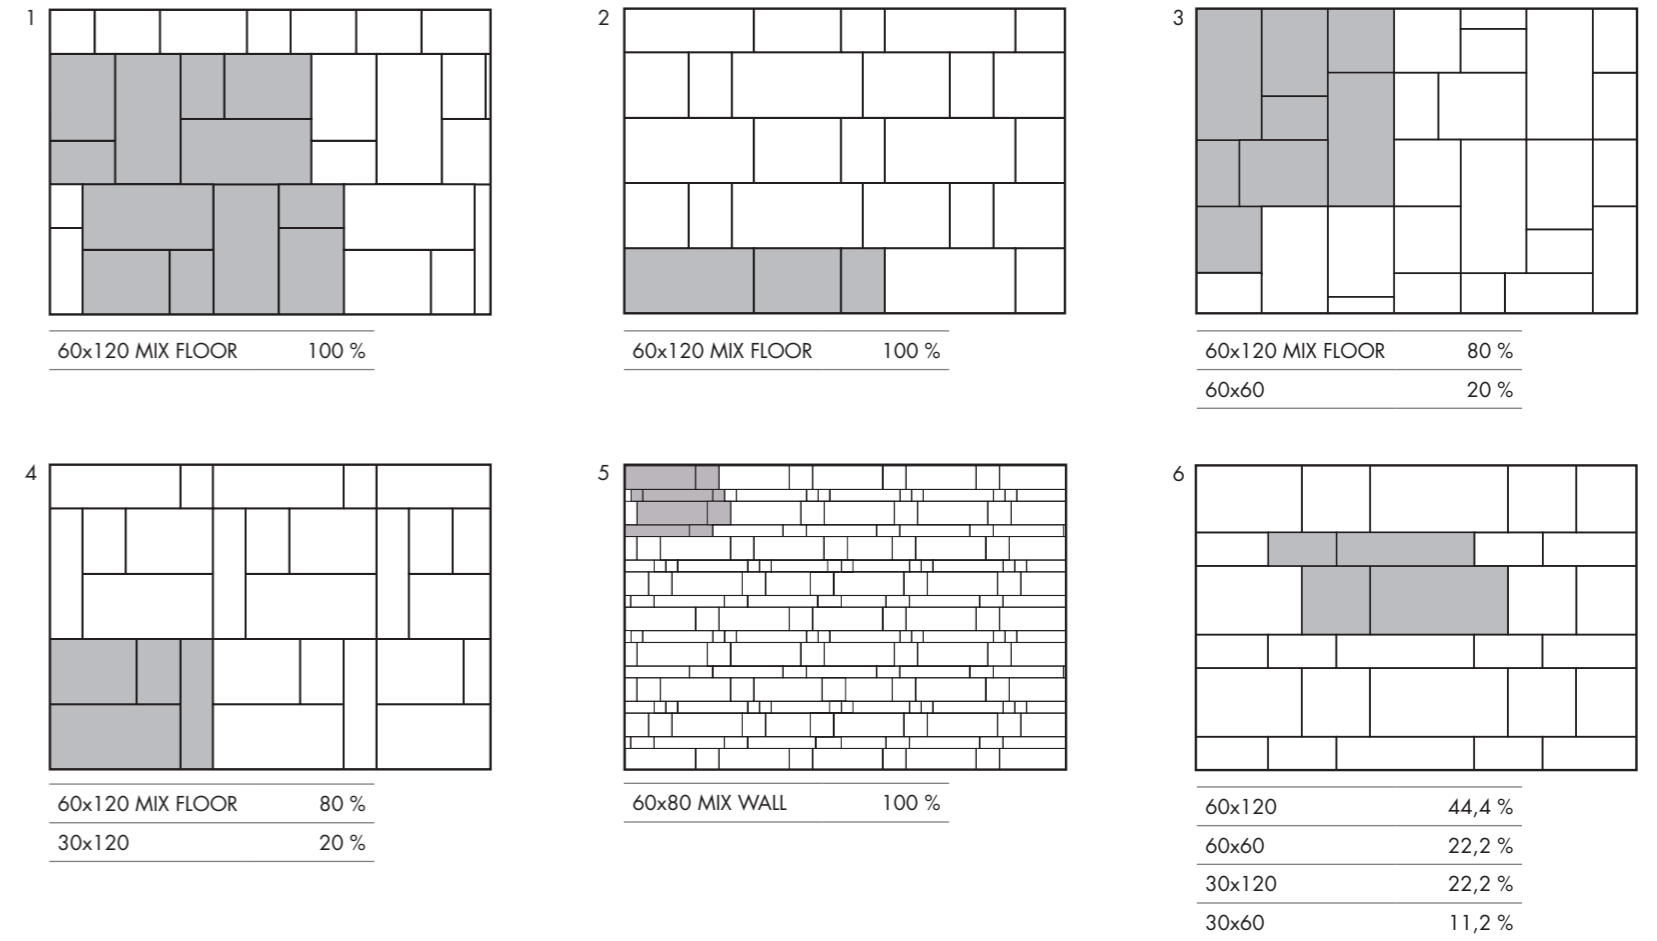 1
60x120 MIX FLOOR 100 %
2
60x120 MIX FLOOR 100 %
3
60x120 MIX FLOOR 80 %
60x60 20 %
4
60x120 MIX FLOOR 80 %
30x120 20 %
5
60x80 MIX WALL 100 %
6
60x120 44,4 %
60x60 22,2 %
30x120 22,2 %
30x60 11,2 %